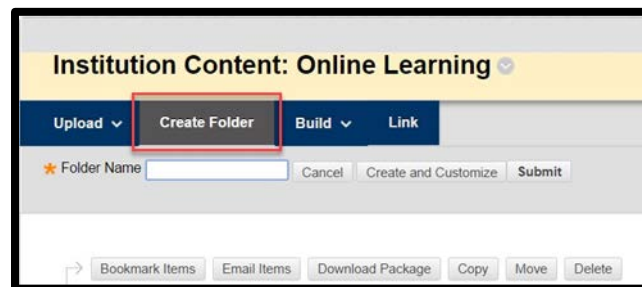 Institution Content: Online Learning
Upload Create Folder Build Link
* Folder Name Cancel Create and Customize Submit
Bookmark Items Email Items Download Package Copy Move Delete